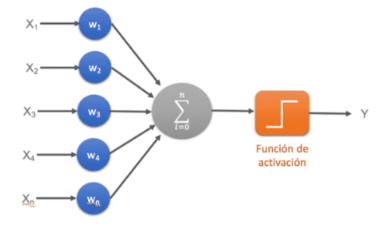 X₁ w₁
X₂ w₂
X₃ w₃
X₄ w₄
Xₙ wₙ
n
∑
i=0
Y
Función de
activación